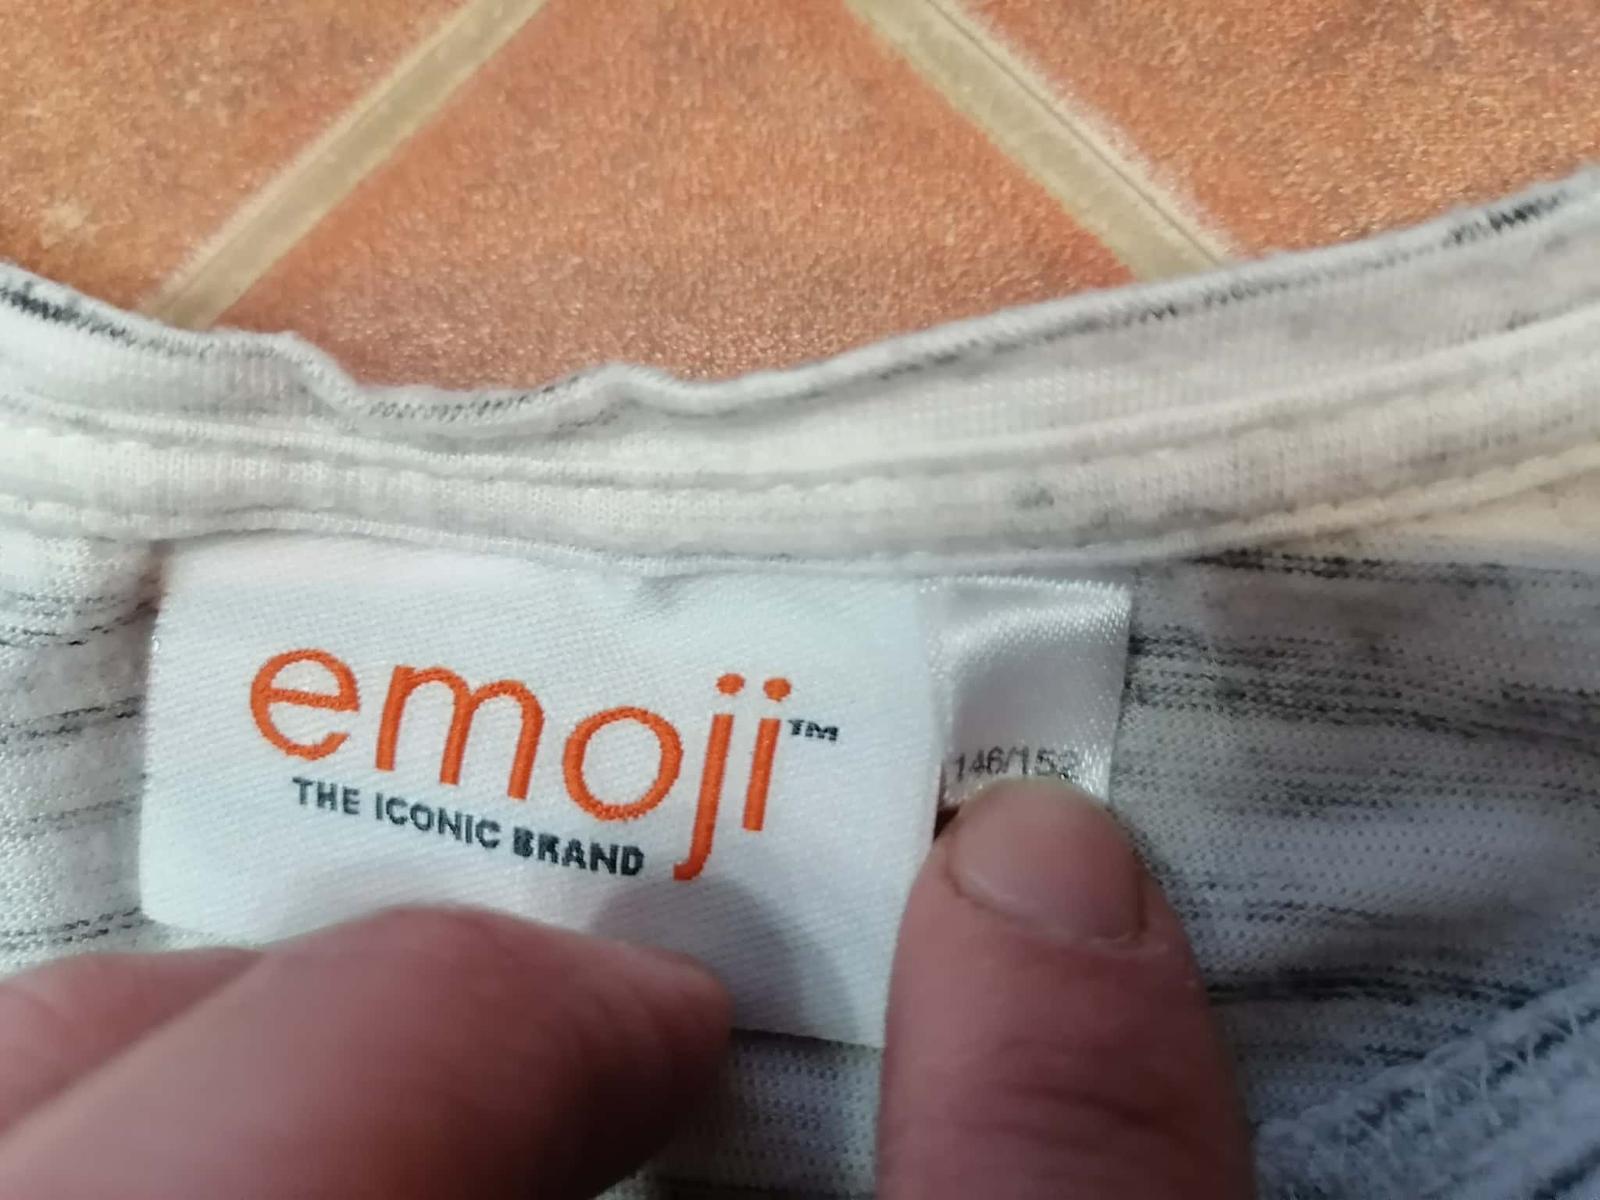 emoji™
THE ICONIC BRAND
146/152